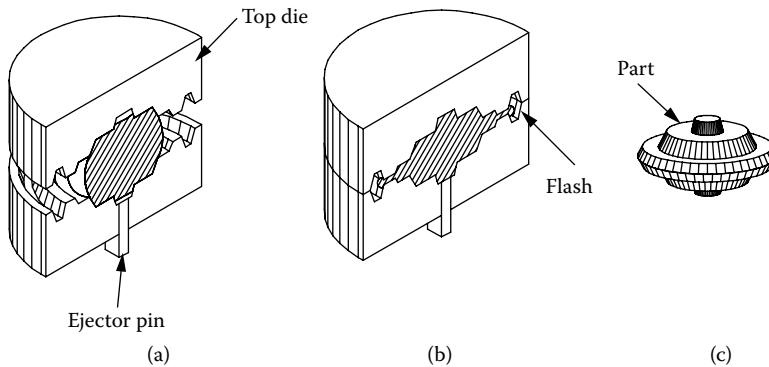 Top die
Part
Flash
Ejector pin
(a)
(b)
(c)